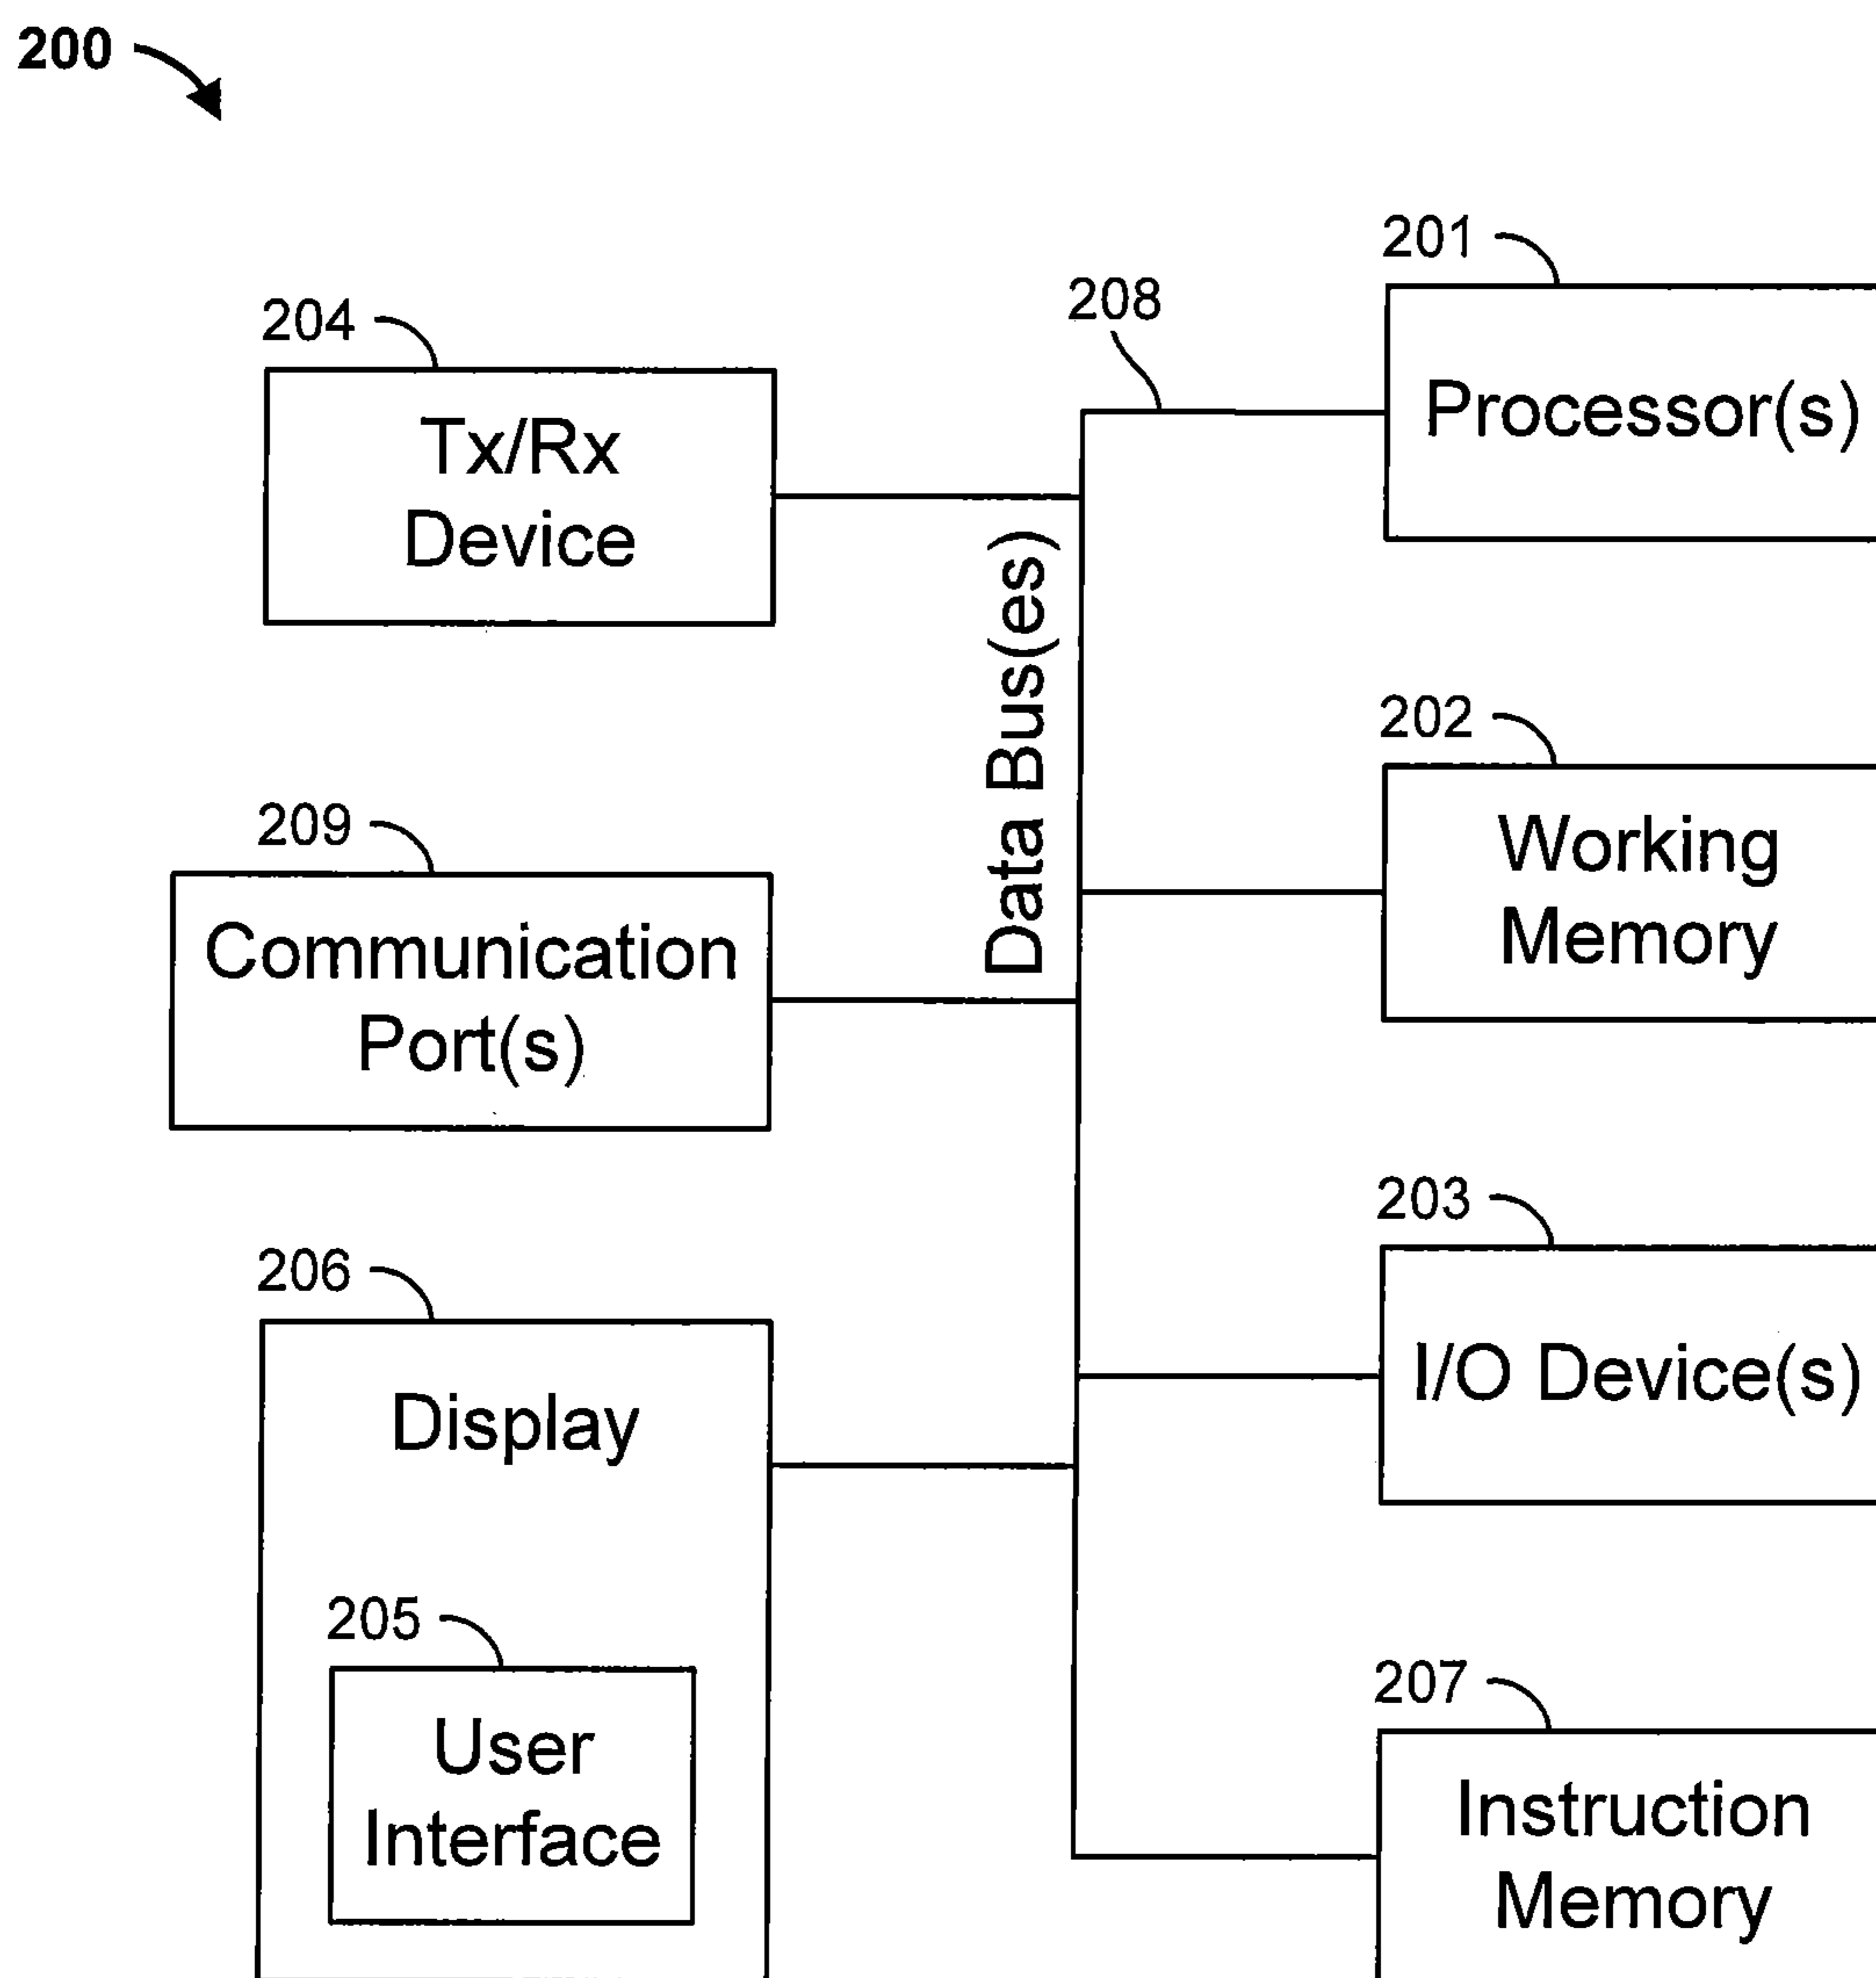 200
204
Tx/Rx
Device
209
Communication
Port(s)
206
Display
205
User
Interface
208
Data Bus(es)
201
Processor(s)
202
Working
Memory
203
I/O Device(s)
207
Instruction
Memory